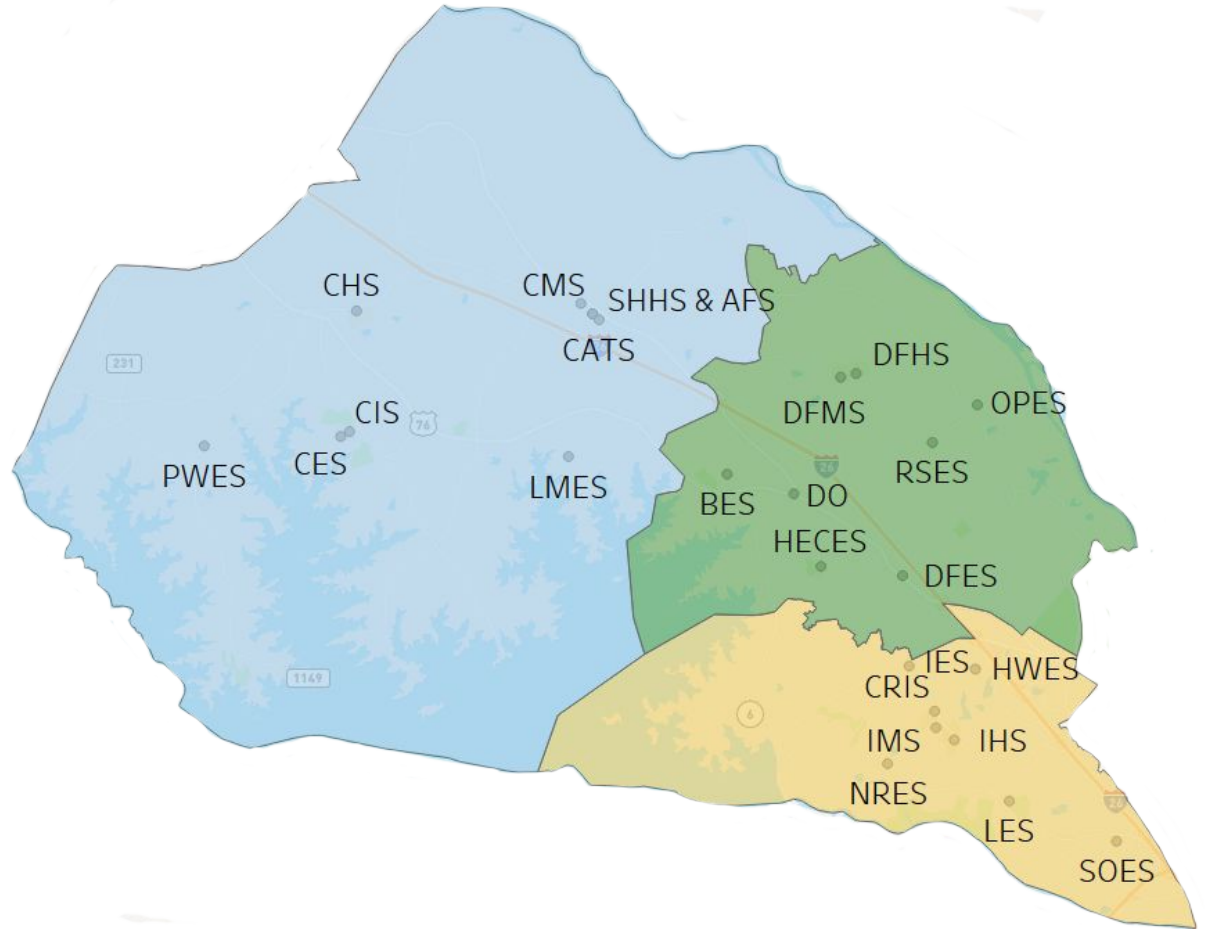 CHS
CMS
SHHS & AFS
CATS
231
DFHS
DFMS
OPES
CIS
76
CES
PWES
LMES
26
RSES
BES
DO
HECES
DFES
IES
HWES
CRIS
1149
6
IMS
IHS
NRES
26
LES
SOES